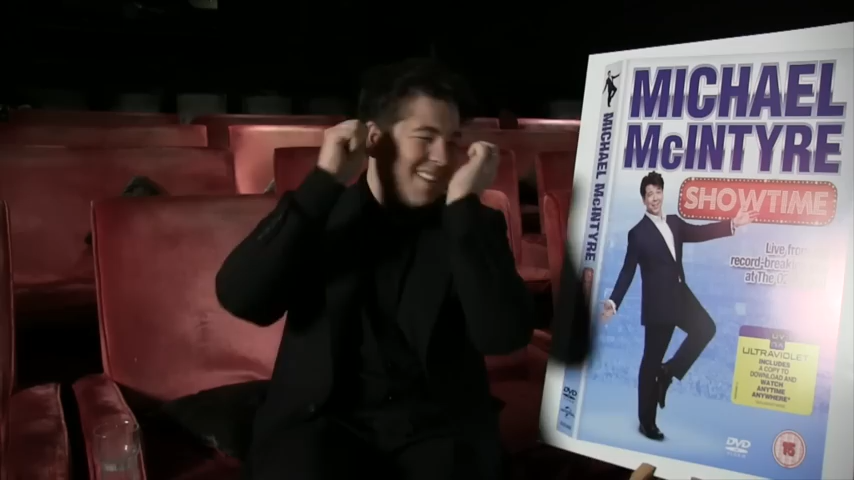 MICHAEL McINTYRE
MICHAEL
McINTYRE
SHOWTIME
Live from
record-break
at The O
ULTRAVIOLET
INCLUDES
A COPY TO
DOWNLOAD AND
WATCH
ANYTIME
ANYWHERE*
DVD
DVD
15